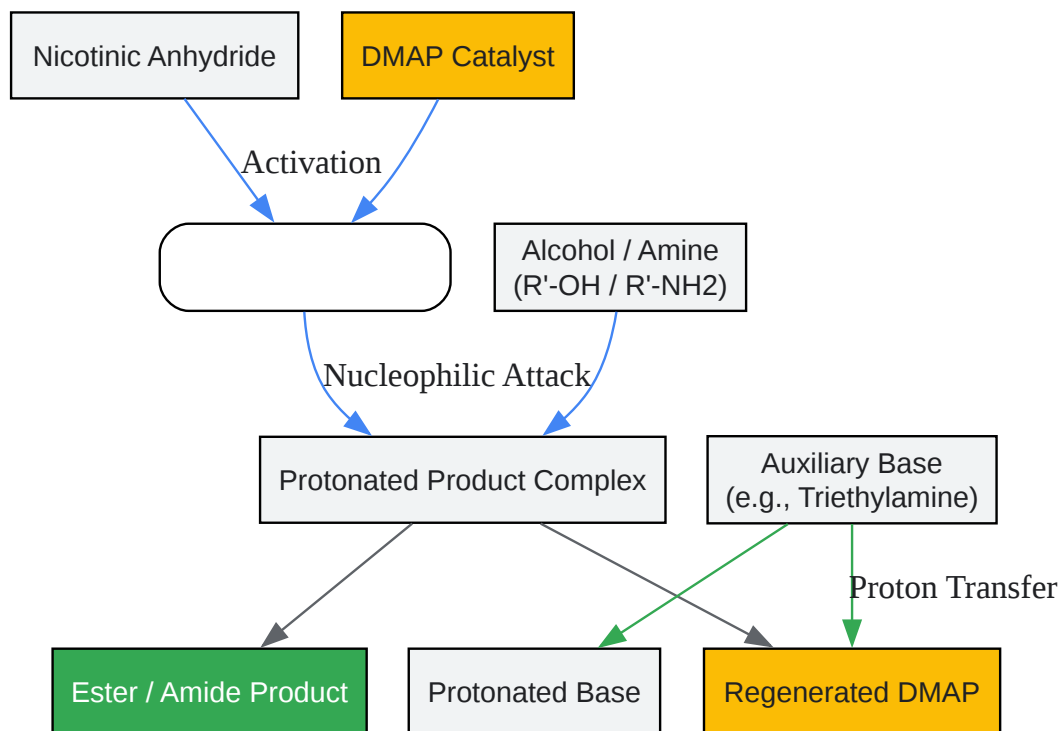 Nicotinic Anhydride
DMAP Catalyst
Activation
Alcohol / Amine
(R'-OH / R'-NH2)
Nucleophilic Attack
Protonated Product Complex
Auxiliary Base
(e.g., Triethylamine)
Proton Transfer
Ester / Amide Product
Protonated Base
Regenerated DMAP